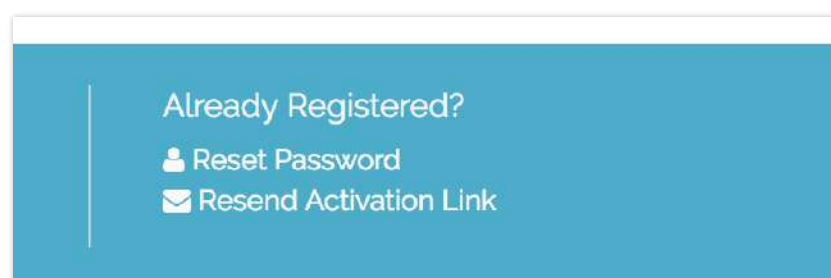 Already Registered?
Reset Password
Resend Activation Link